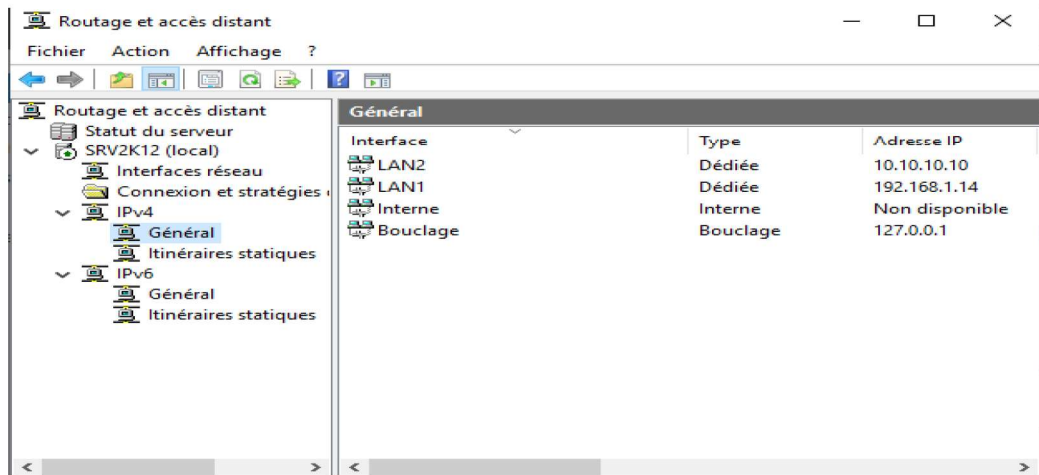 Routage et accès distant
Fichier Action Affichage ?
Routage et accès distant
Statut du serveur
SRV2K12 (local)
Interfaces réseau
Connexion et stratégies
IPv4
Général
Itinéraires statiques
IPv6
Général
Itinéraires statiques
Général
Interface Type Adresse IP
LAN2 Dédiée 10.10.10.10
LAN1 Dédiée 192.168.1.14
Interne Interne Non disponible
Bouclage Bouclage 127.0.0.1